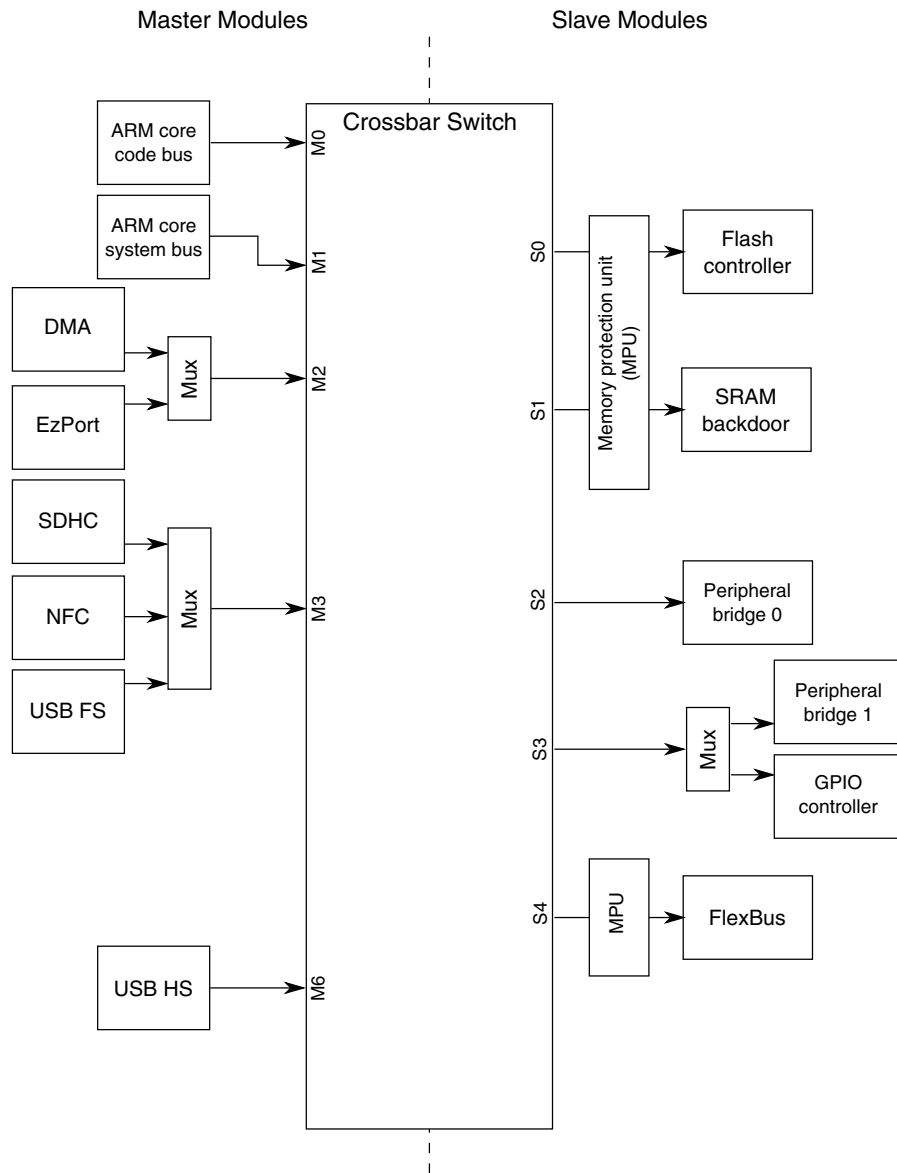 Master Modules
Slave Modules
Crossbar Switch
ARM core
code bus
M0
ARM core
system bus
M1
DMA
EzPort
Mux
M2
SDHC
NFC
USB FS
Mux
M3
USB HS
M6
S0
S1
Memory protection unit
(MPU)
Flash
controller
SRAM
backdoor
S2
Peripheral
bridge 0
S3
Mux
Peripheral
bridge 1
GPIO
controller
S4
MPU
FlexBus